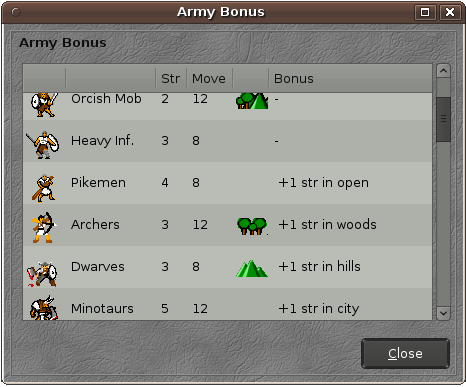 Army Bonus
Army Bonus
Str Move Bonus
Orcish Mob 2 12 -
Heavy Inf. 3 8 -
Pikemen 4 8 +1 str in open
Archers 3 12 +1 str in woods
Dwarves 3 8 +1 str in hills
Minotaurs 5 12 +1 str in city
Close